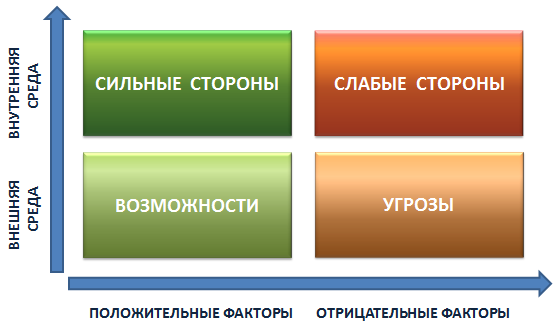 ВНУТРЕННЯЯ
СРЕДА
СИЛЬНЫЕ СТОРОНЫ
СЛАБЫЕ СТОРОНЫ
ВНЕШНЯЯ
СРЕДА
ВОЗМОЖНОСТИ
УГРОЗЫ
ПОЛОЖИТЕЛЬНЫЕ ФАКТОРЫ
ОТРИЦАТЕЛЬНЫЕ ФАКТОРЫ